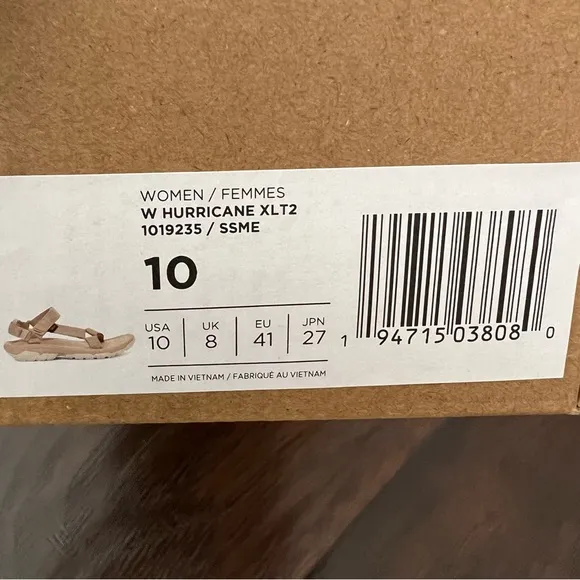 WOMEN / FEMMES
W HURRICANE XLT2
1019235 / SSME
10
USA UK EU JPN
10 8 41 27
MADE IN VIETNAM / FABRIQUÉ AU VIETNAM
1 94715 03808 0